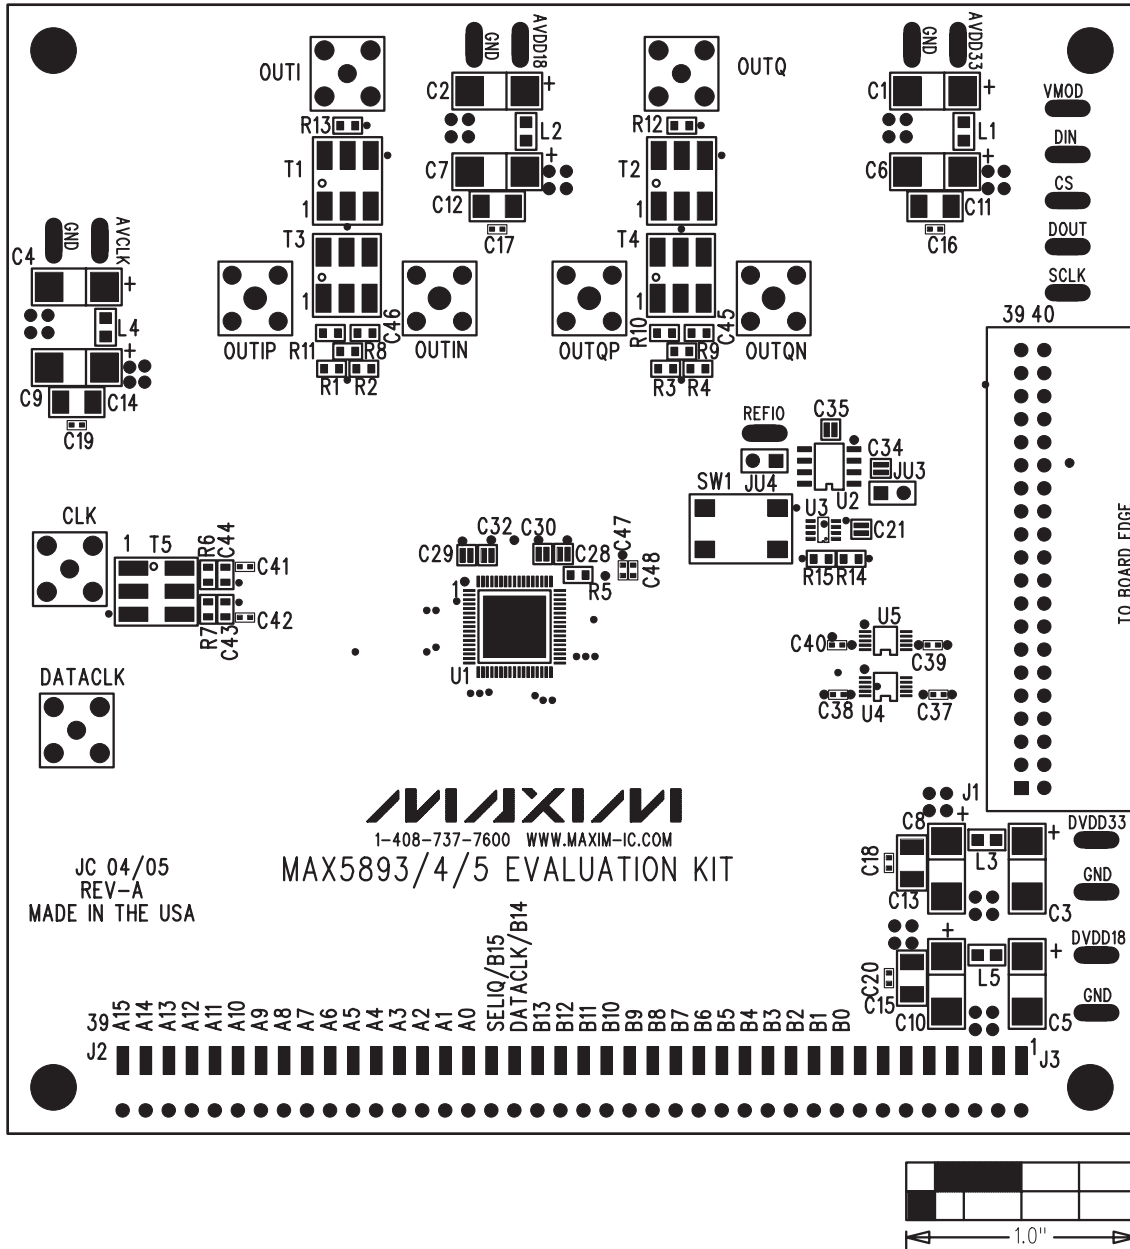 OUTI
GND
AVDD18
OUTQ
GND
AVDD33
C2
+
C1
+
VMOD
R13
L2
R12
L1
DIN
T1
C7
+
T2
C6
+
CS
1
C12
1
C11
C17
C16
DOUT
GND
AVCLK
T3
T4
C4
+
1
1
SCLK
39 40
L4
R11
C46
R10
C45
OUTIP
R8
OUTIN
OUTQP
R9
OUTQN
+
R1
R2
R3
R4
C9
C14
C19
REFIO
C35
C34
JU3
SW1
JU4
U2
U3
C21
CLK
1 T5
R6
C44
C41
C32
C30
C47
C29
C28
C48
R15
R14
1
R5
TO BOARD EDGE
R7
C43
C42
U5
C40
C39
U1
DATACLK
C38
U4
C37
MAXIM
1-408-737-7600 WWW.MAXIM-IC.COM
MAX5893/4/5 EVALUATION KIT
J1
C8
+
+
DVDD33
C18
L3
JC 04/05
REV-A
MADE IN THE USA
GND
C13
C3
+
+
DVDD18
C20
L5
C15
GND
C10
C5
39
A15
A14
A13
A12
A11
A10
A9
A8
A7
A6
A5
A4
A3
A2
A1
A0
SELIQ/B15
DATACLK/B14
B13
B12
B11
B10
B9
B8
B7
B6
B5
B4
B3
B2
B1
B0
J2
1
J3
1.0"